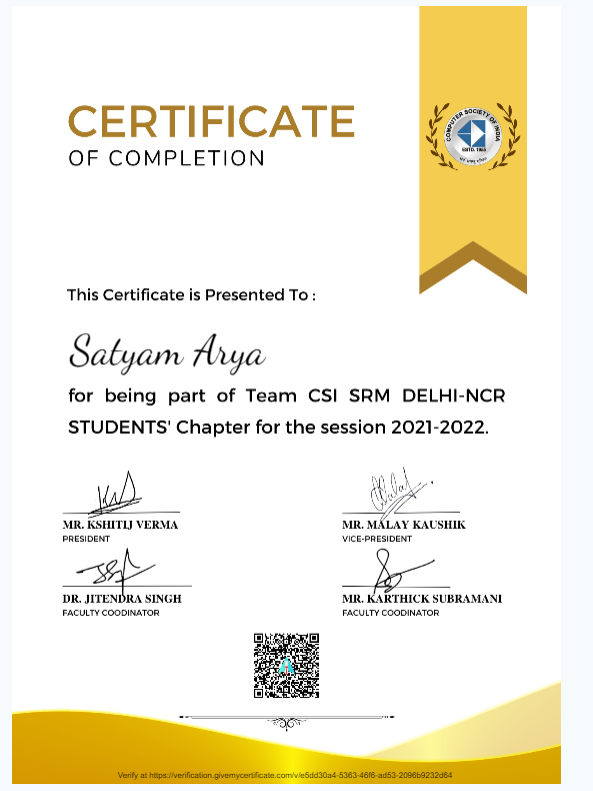 CERTIFICATE
OF COMPLETION
COMPUTER SOCIETY OF INDIA
ESTD. 1965
This Certificate is Presented To :
Satyam Arya
for being part of Team CSI SRM DELHI-NCR
STUDENTS' Chapter for the session 2021-2022.
MR. KSHITIJ VERMA
PRESIDENT
MR. MALAY KAUSHIK
VICE-PRESIDENT
DR. JITENDRA SINGH
FACULTY COODINATOR
MR. KARTHICK SUBRAMANI
FACULTY COODINATOR
Verify at https://verification.givemycertificate.com/v/e5dd30a4-5363-46f6-ad53-2096b9232d64